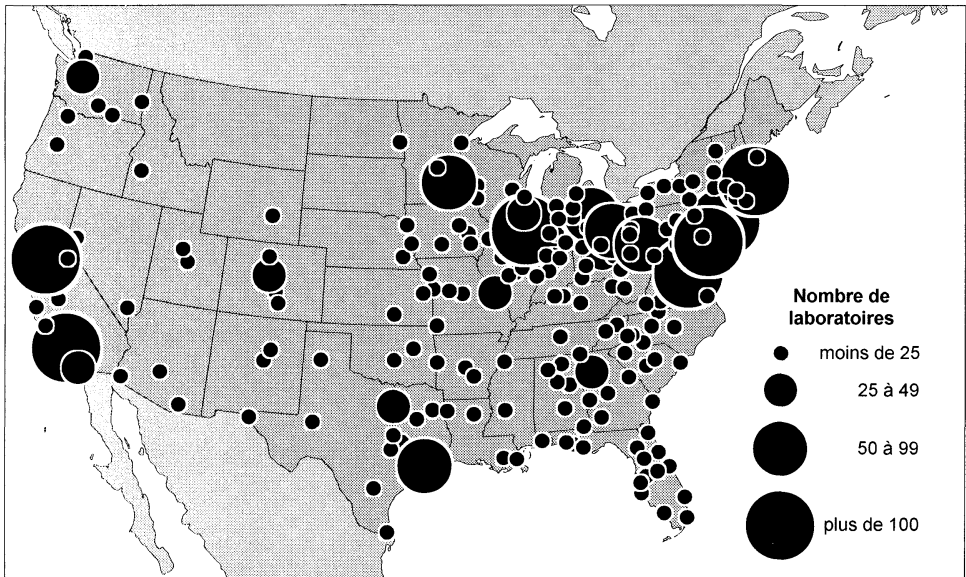 Nombre de
laboratoires
moins de 25
25 à 49
50 à 99
plus de 100